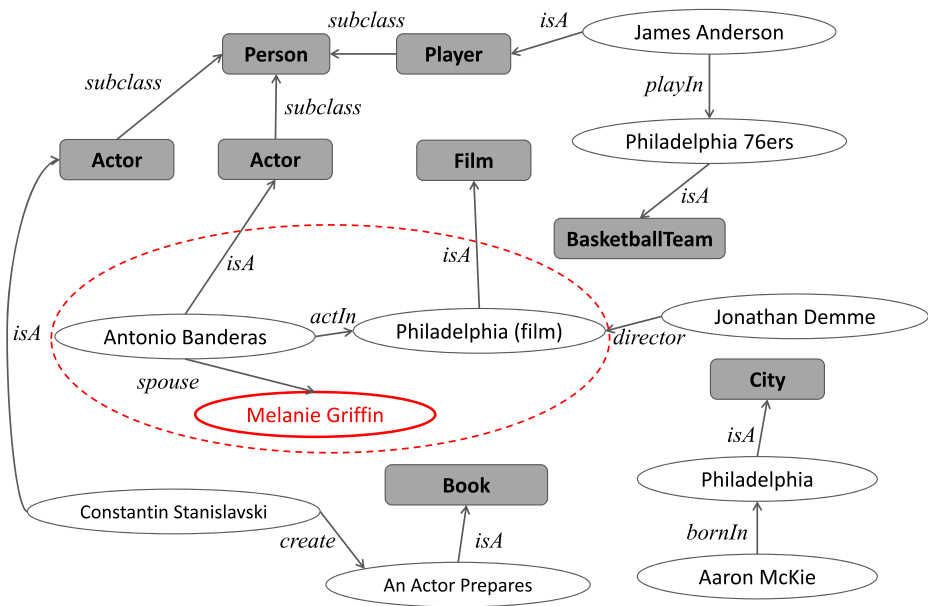 isA
James Anderson
subclass
Person
Player
subclass
subclass
playIn
Actor
Actor
Film
Philadelphia 76ers
isA
BasketballTeam
isA
isA
actIn
isA
Antonio Banderas
Philadelphia (film)
director
Jonathan Demme
spouse
City
Melanie Griffin
isA
Book
Philadelphia
Constantin Stanislavski
create
isA
bornIn
An Actor Prepares
Aaron McKie